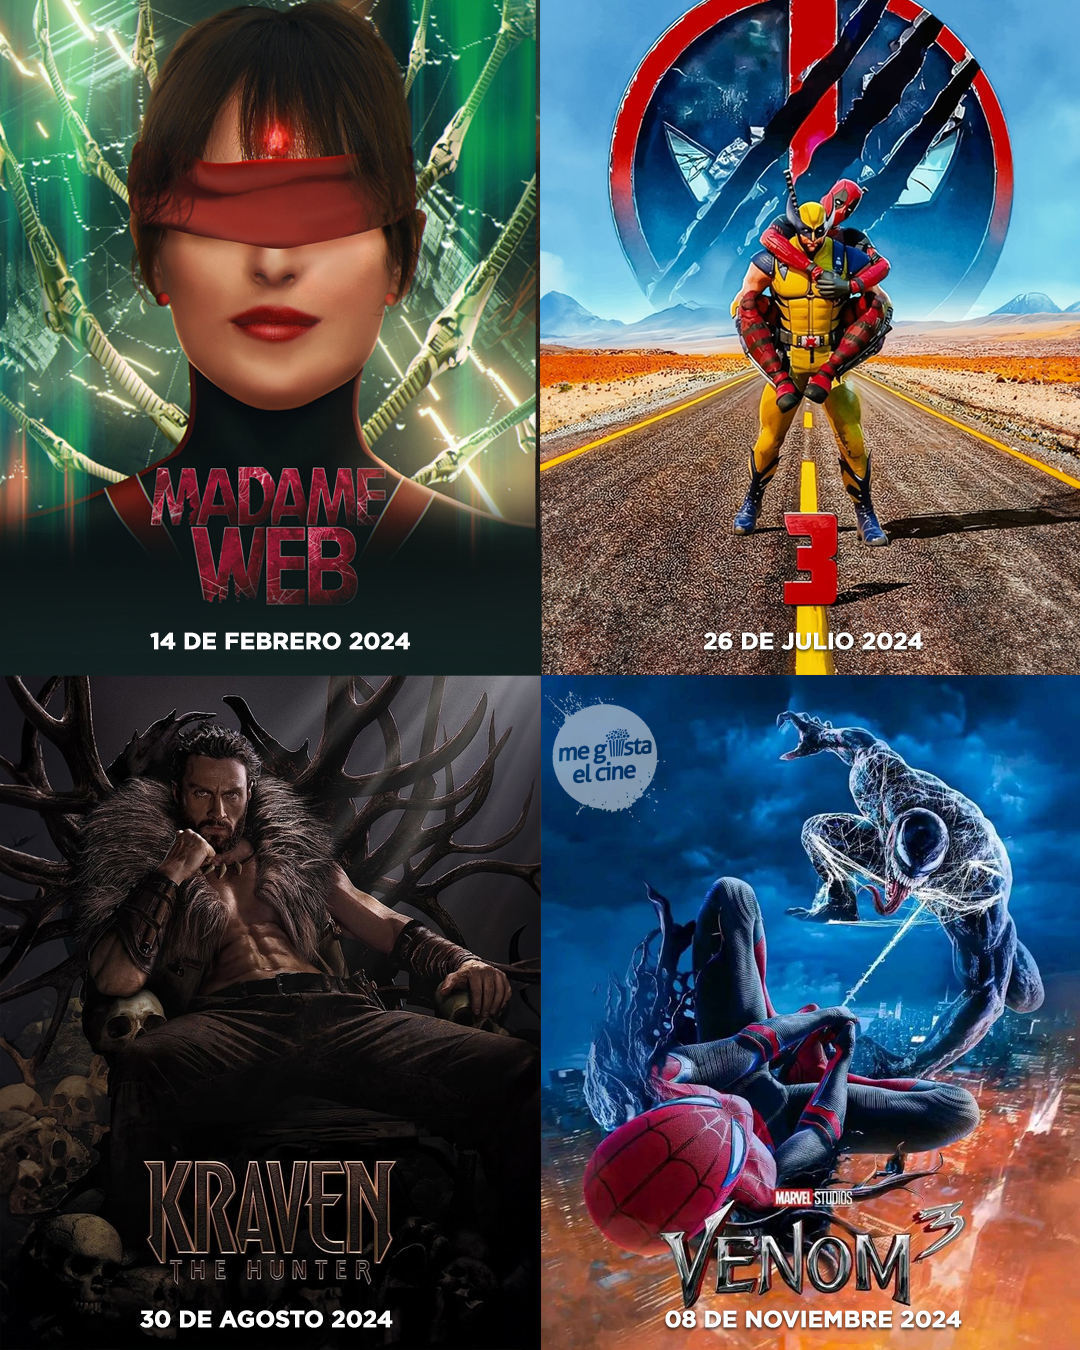 MADAME
WEB
14 DE FEBRERO 2024
3
26 DE JULIO 2024
KRAVEN
THE HUNTER
30 DE AGOSTO 2024
me gusta
el cine
MARVEL STUDIOS
VENOM 3
08 DE NOVIEMBRE 2024